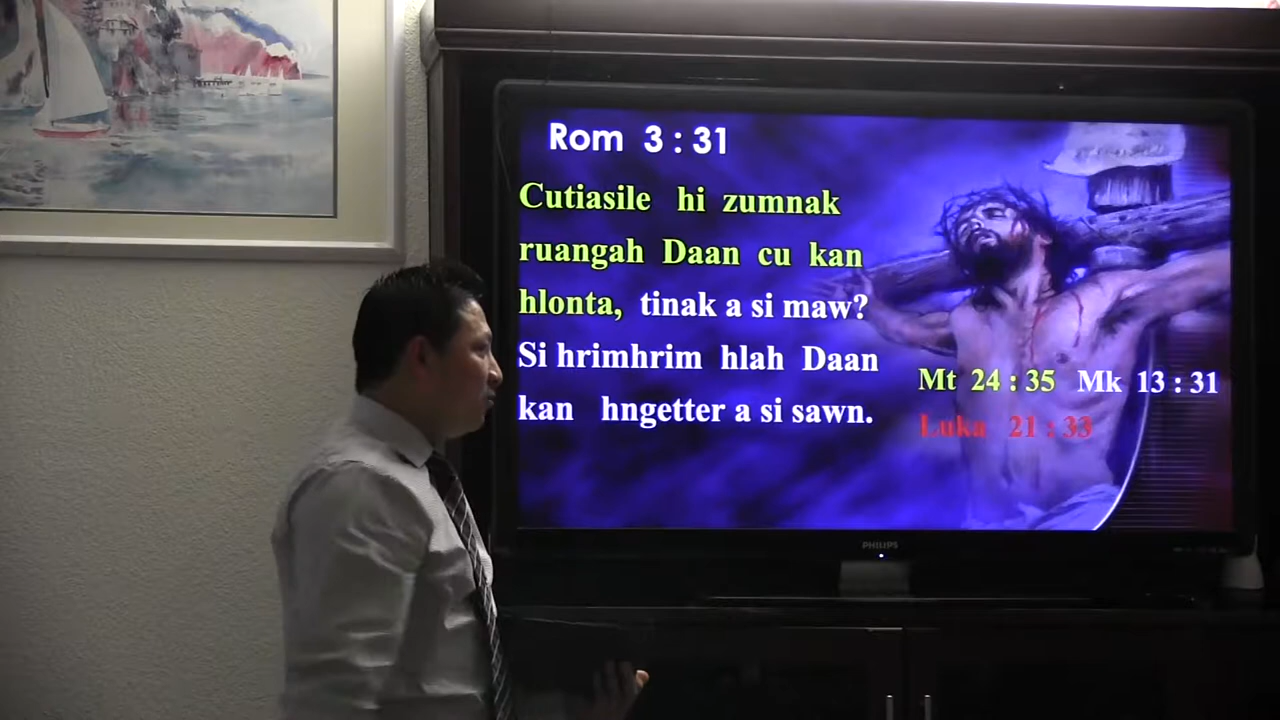 Rom 3 : 31
Cutiasile hi zumnak
ruangah Daan cu kan
hlonta, tinak a si maw?
Si hrimhrim hlah Daan
kan hngetter a si sawn.
Mt 24 : 35 Mk 13 : 31
Luka 21 : 33
PHILIPS